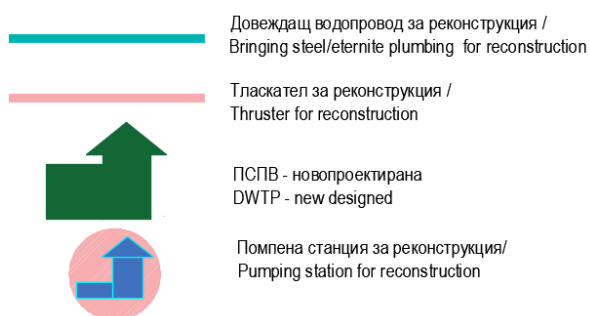 Довеждащ водопровод за реконструкция /
Bringing steel/eternite plumbing for reconstruction
Тласкател за реконструкция /
Thruster for reconstruction
ПСПВ - новопроектирана
DWTP - new designed
Помпена станция за реконструкция/
Pumping station for reconstruction